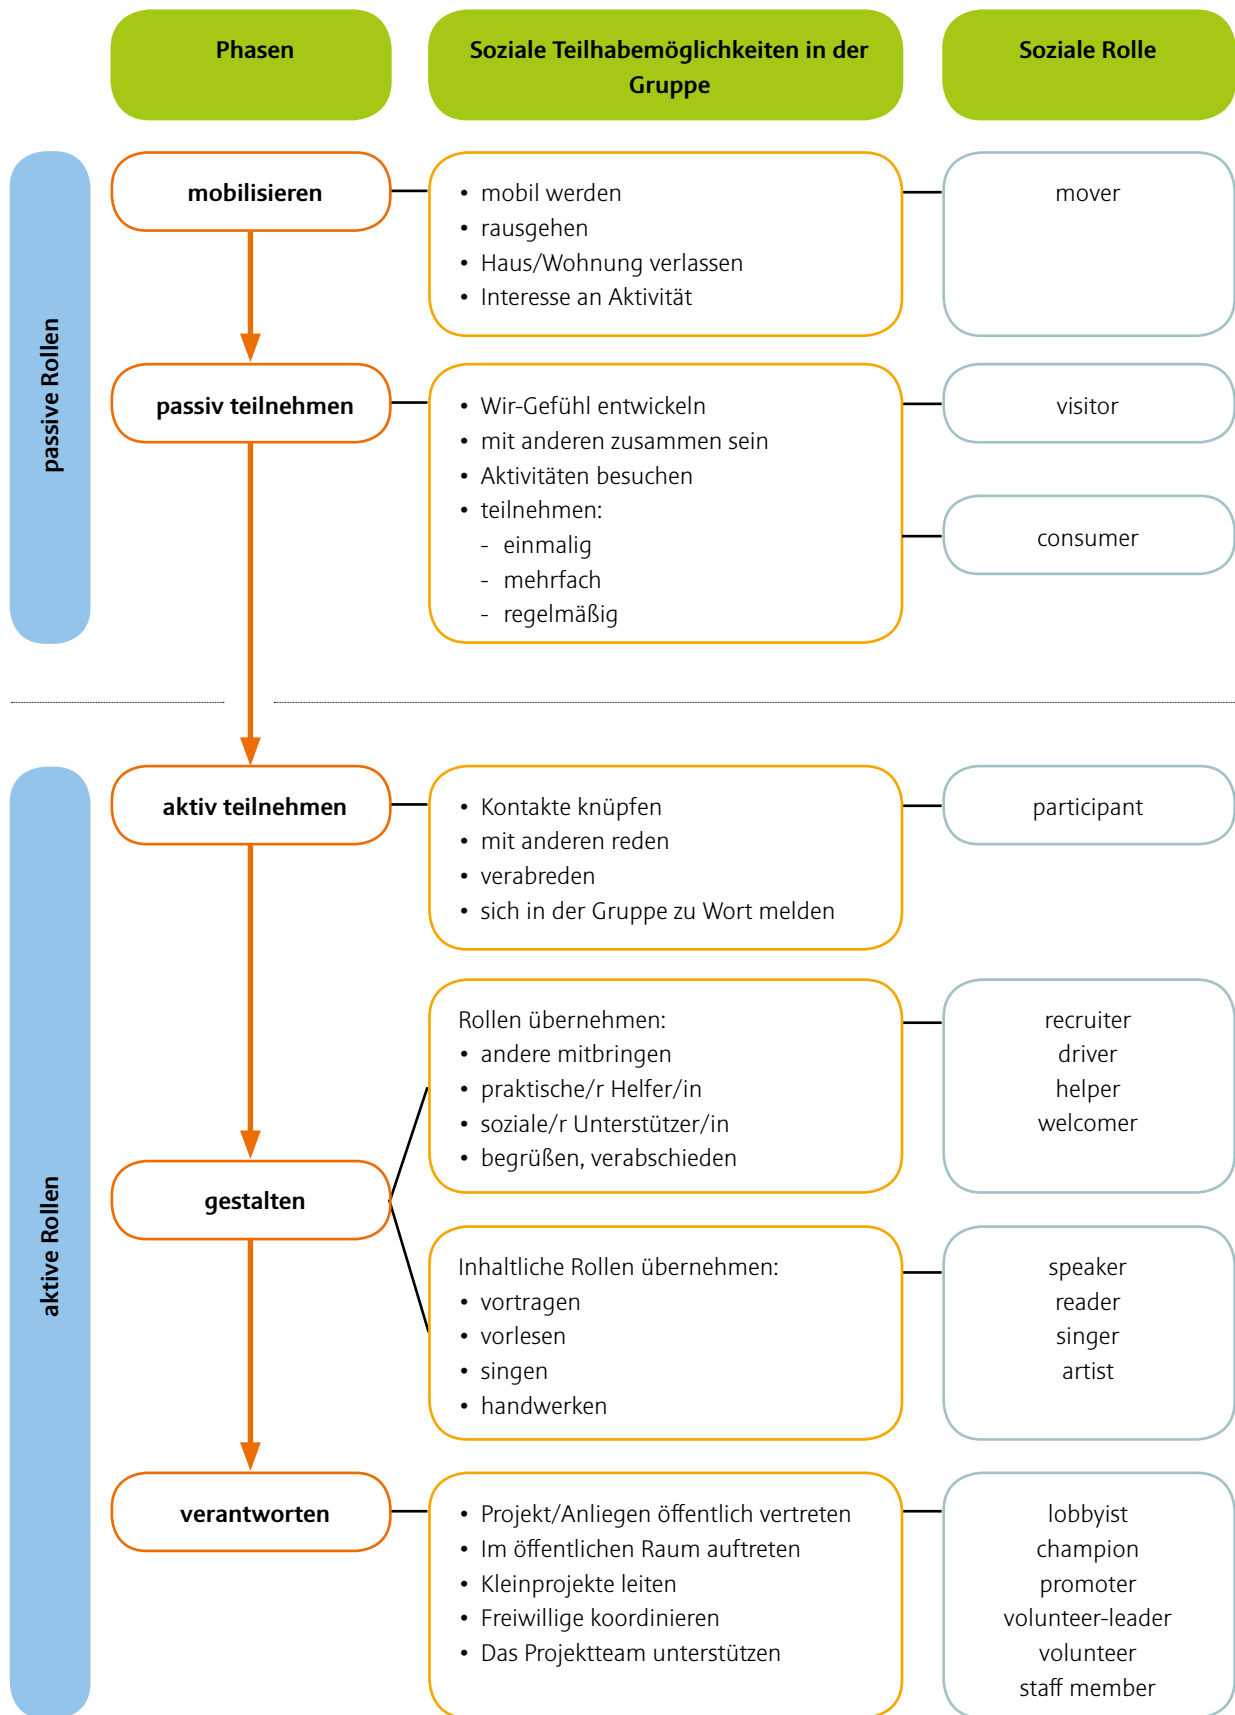 Phasen
Soziale Teilhabemöglichkeiten in der
Gruppe
Soziale Rolle
passive Rollen
mobilisieren
• mobil werden
• rausgehen
• Haus/Wohnung verlassen
• Interesse an Aktivität
mover
passiv teilnehmen
• Wir-Gefühl entwickeln
• mit anderen zusammen sein
• Aktivitäten besuchen
• teilnehmen:
- einmalig
- mehrfach
- regelmäßig
visitor
consumer
aktive Rollen
aktiv teilnehmen
• Kontakte knüpfen
• mit anderen reden
• verabreden
• sich in der Gruppe zu Wort melden
participant
gestalten
Rollen übernehmen:
• andere mitbringen
• praktische/r Helfer/in
• soziale/r Unterstützer/in
• begrüßen, verabschieden
recruiter
driver
helper
welcomer
Inhaltliche Rollen übernehmen:
• vortragen
• vorlesen
• singen
• handwerken
speaker
reader
singer
artist
verantworten
• Projekt/Anliegen öffentlich vertreten
• Im öffentlichen Raum auftreten
• Kleinprojekte leiten
• Freiwillige koordinieren
• Das Projektteam unterstützen
lobbyist
champion
promoter
volunteer-leader
volunteer
staff member